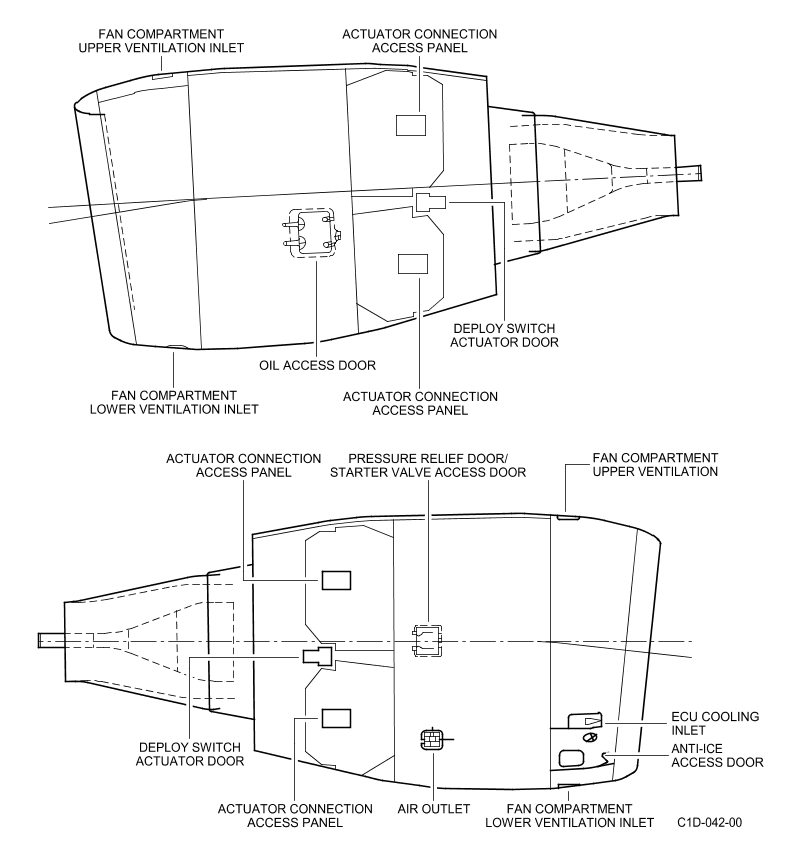 FAN COMPARTMENT
UPPER VENTILATION INLET
ACTUATOR CONNECTION
ACCESS PANEL
DEPLOY SWITCH
ACTUATOR DOOR
OIL ACCESS DOOR
FAN COMPARTMENT
LOWER VENTILATION INLET
ACTUATOR CONNECTION
ACCESS PANEL
ACTUATOR CONNECTION
ACCESS PANEL
PRESSURE RELIEF DOOR/
STARTER VALVE ACCESS DOOR
FAN COMPARTMENT
UPPER VENTILATION
ECU COOLING
INLET
ANTI-ICE
ACCESS DOOR
DEPLOY SWITCH
ACTUATOR DOOR
ACTUATOR CONNECTION
ACCESS PANEL
AIR OUTLET
FAN COMPARTMENT
LOWER VENTILATION INLET
C1D-042-00